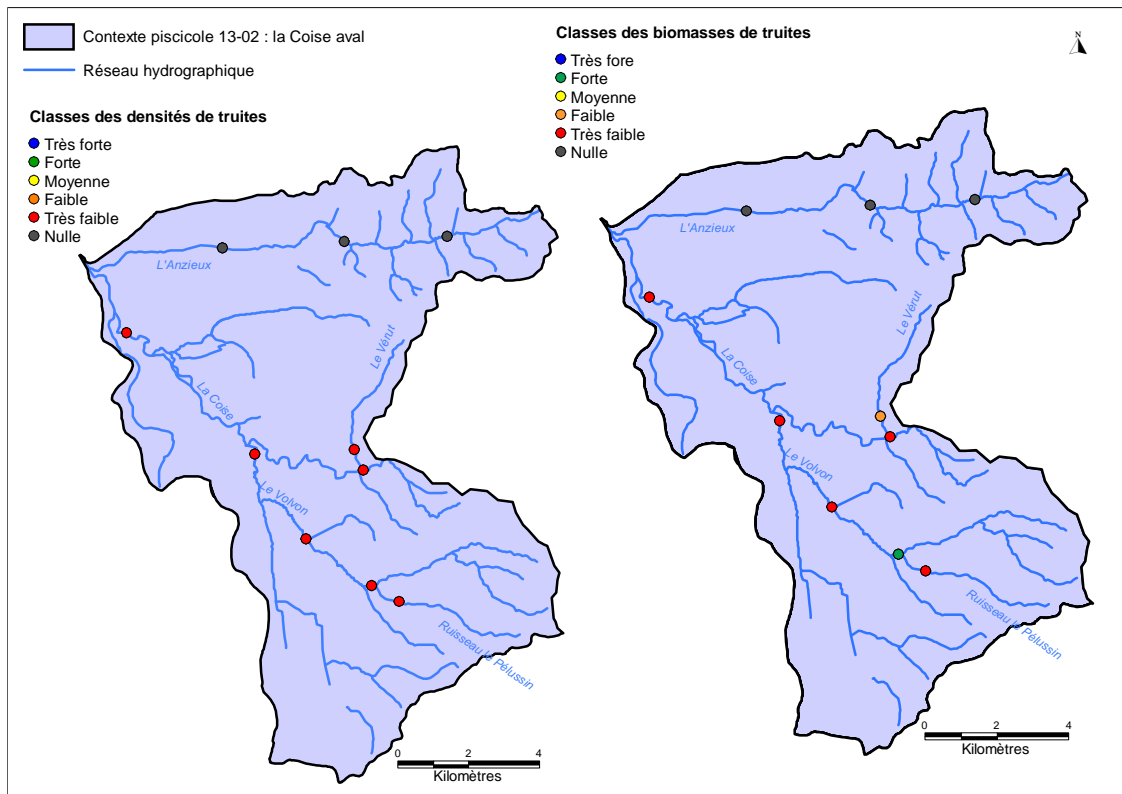 Contexte piscicole 13-02 : la Coise aval
Réseau hydrographique
Classes des densités de truites
Très forte
Forte
Moyenne
Faible
Très faible
Nulle
L'Anzieux
Le Vérut
La Coise
Le Volvon
Ruisseau le Pélussin
0 2 4
Kilomètres
Classes des biomasses de truites
Très fore
Forte
Moyenne
Faible
Très faible
Nulle
N
L'Anzieux
Le Vérut
La Coise
Le Volvon
Ruisseau le Pélussin
0 2 4
Kilomètres